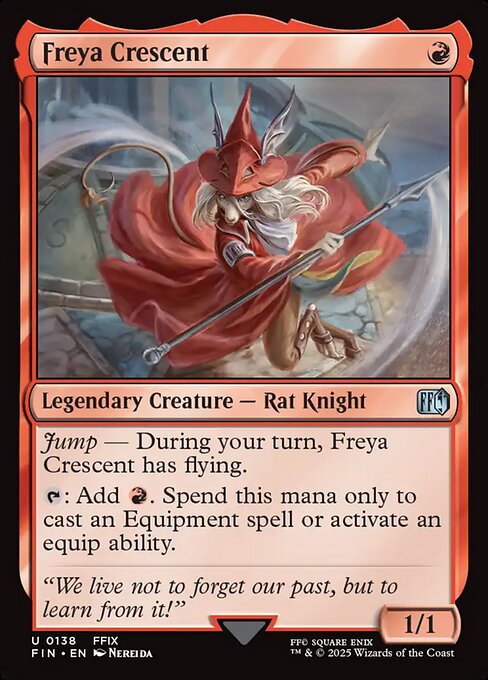 Freya Crescent
Legendary Creature — Rat Knight
FF
Jump — During your turn, Freya
Crescent has flying.
: Add . Spend this mana only to
cast an Equipment spell or activate an
equip ability.
“We live not to forget our past, but to
learn from it!”
1/1
U 0138 FFIX
FIN • EN Nereida
FF© SQUARE ENIX
™ & © 2025 Wizards of the Coast